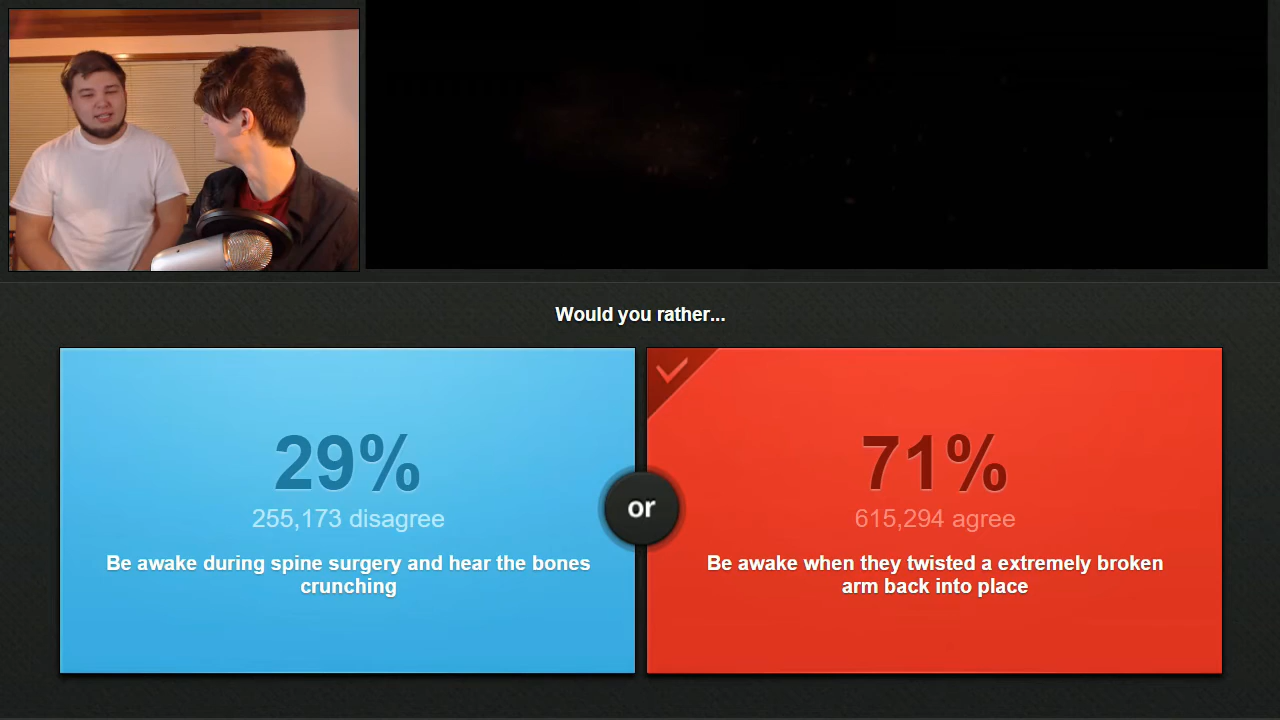 Would you rather...
29%
255,173 disagree
Be awake during spine surgery and hear the bones
crunching
or
71%
615,294 agree
Be awake when they twisted a extremely broken
arm back into place